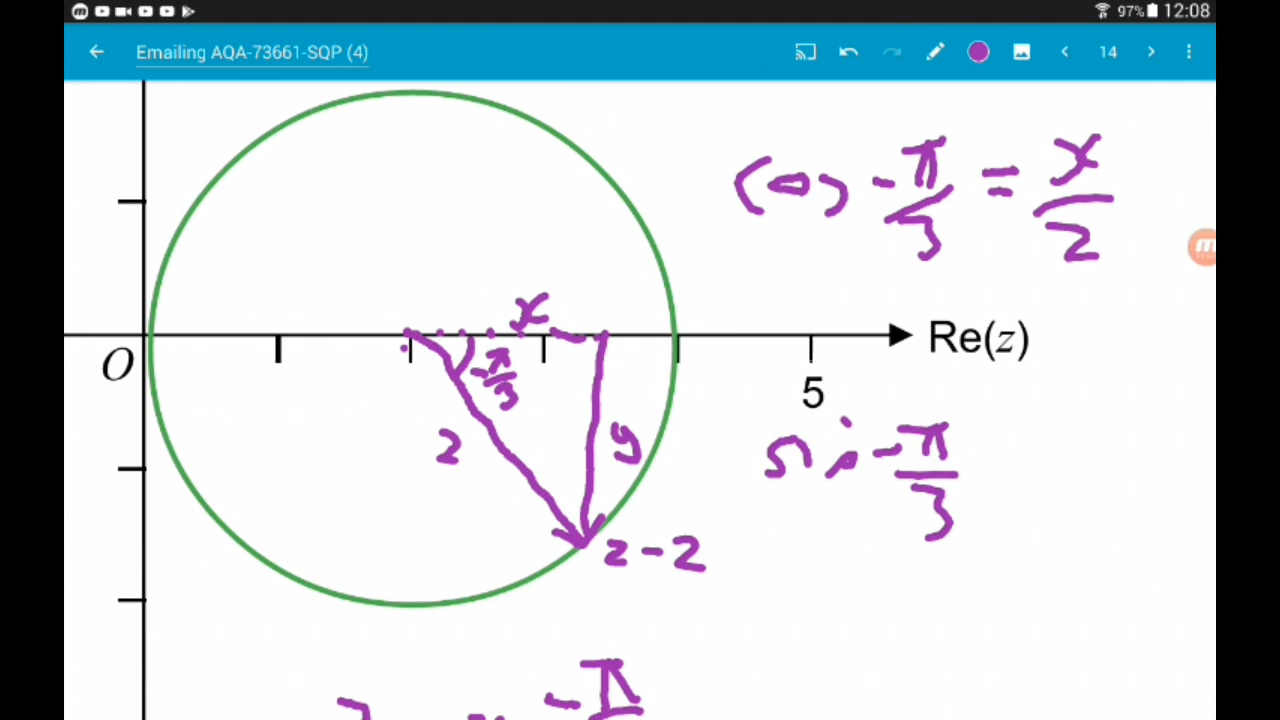 97% 12:08
Emailing AQA-73661-SQP (4)
14
cos -π/3 = x/2
x
O
Re(z)
-π/3
5
2
y
sin -π/3
z-2
-π